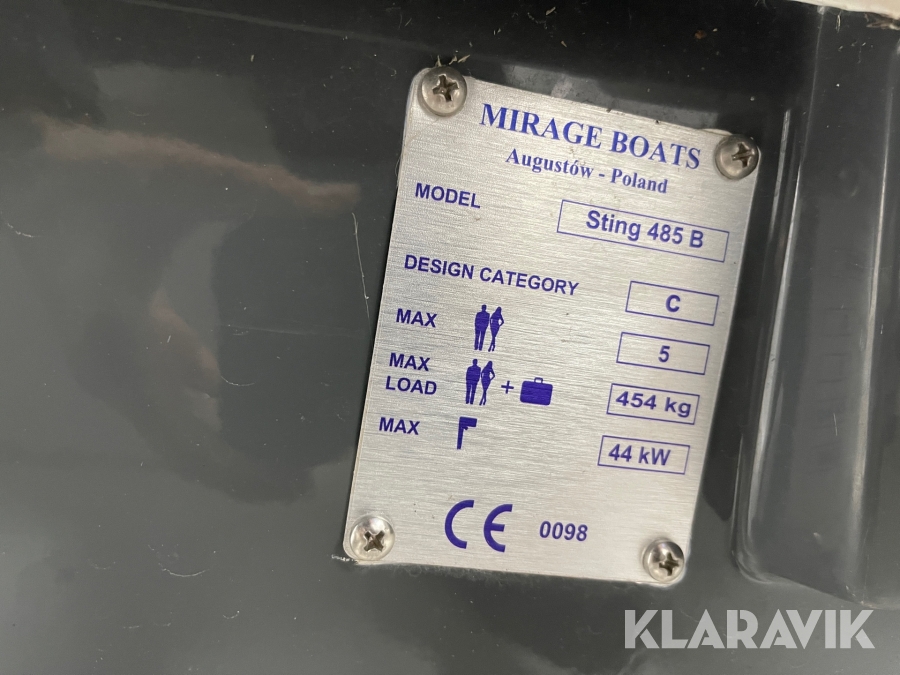 MIRAGE BOATS
Augustów - Poland
MODEL Sting 485 B
DESIGN CATEGORY C
MAX 5
MAX LOAD + 454 kg
MAX 44 kW
CE 0098
KLARAVIK